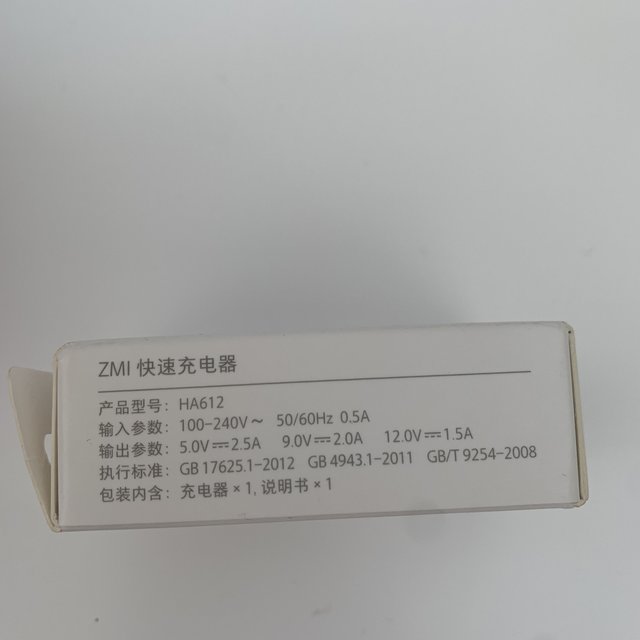 ZMI 快速充电器
产品型号: HA612
输入参数: 100-240V～ 50/60Hz 0.5A
输出参数: 5.0V⎓2.5A 9.0V⎓2.0A 12.0V⎓1.5A
执行标准: GB 17625.1-2012 GB 4943.1-2011 GB/T 9254-2008
包装内含: 充电器×1, 说明书×1